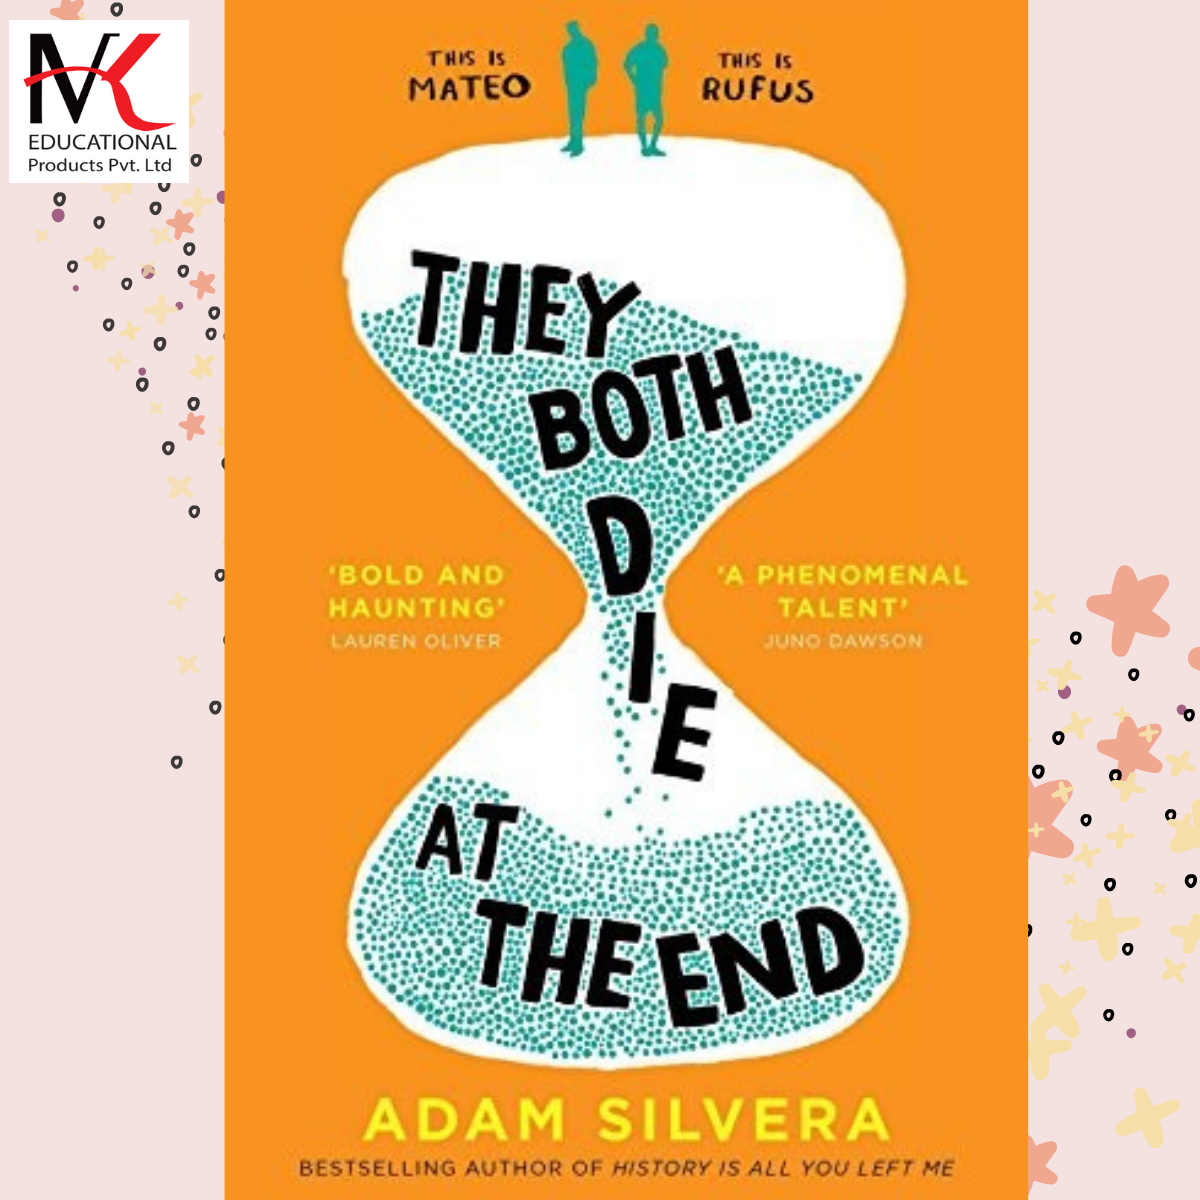 MK
EDUCATIONAL
Products Pvt. Ltd
THIS IS
MATEO
THIS IS
RUFUS
THEY
BOTH
D
I
E
AT
THE END
‘BOLD AND
HAUNTING’
LAUREN OLIVER
‘A PHENOMENAL
TALENT’
JUNO DAWSON
ADAM SILVERA
BESTSELLING AUTHOR OF HISTORY IS ALL YOU LEFT ME